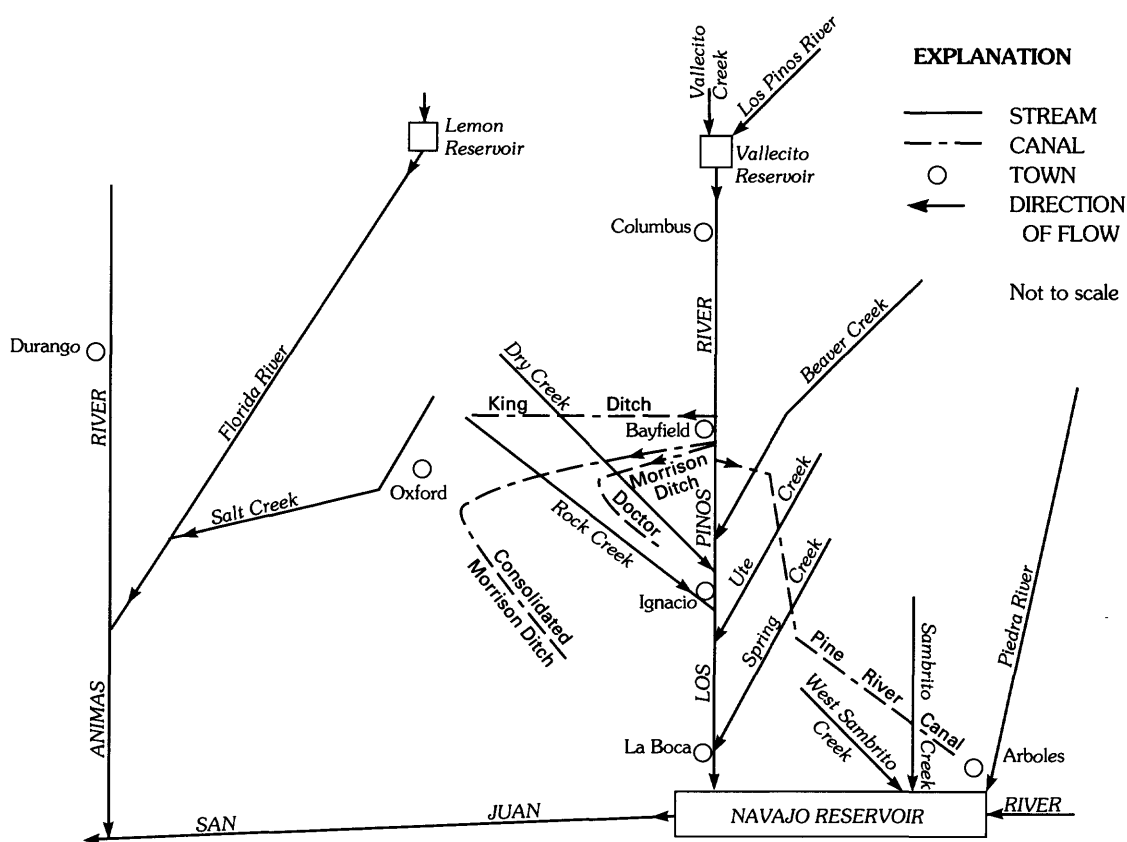 Vallecito
Creek
Los Pinos River
EXPLANATION
STREAM
CANAL
TOWN
DIRECTION
OF FLOW
Not to scale
Lemon
Reservoir
Vallecito
Reservoir
Columbus
RIVER
Beaver Creek
Durango
RIVER
Florida River
Dry Creek
King Ditch
Bayfield
Oxford
Salt Creek
Morrison
Ditch
Doctor
PINOS
Creek
Rock Creek
Consolidated
Morrison Ditch
Ignacio
Ute
Creek
Spring
Pine River Canal
Sambrito
Creek
Piedra River
ANIMAS
LOS
West Sambrito
Creek
La Boca
Arboles
NAVAJO RESERVOIR
RIVER
SAN JUAN